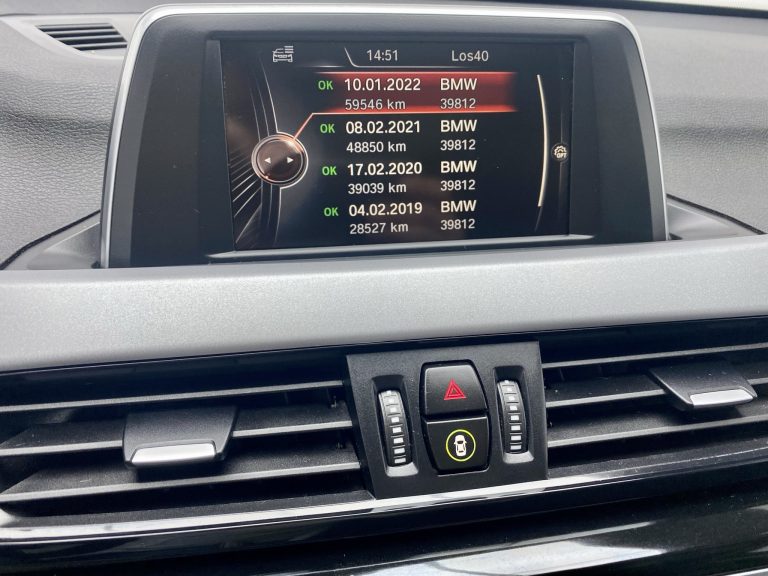 14:51 Los40
OK 10.01.2022 BMW
59546 km 39812
OK 08.02.2021 BMW
48850 km 39812
OK 17.02.2020 BMW
39039 km 39812
OK 04.02.2019 BMW
28527 km 39812
OPT